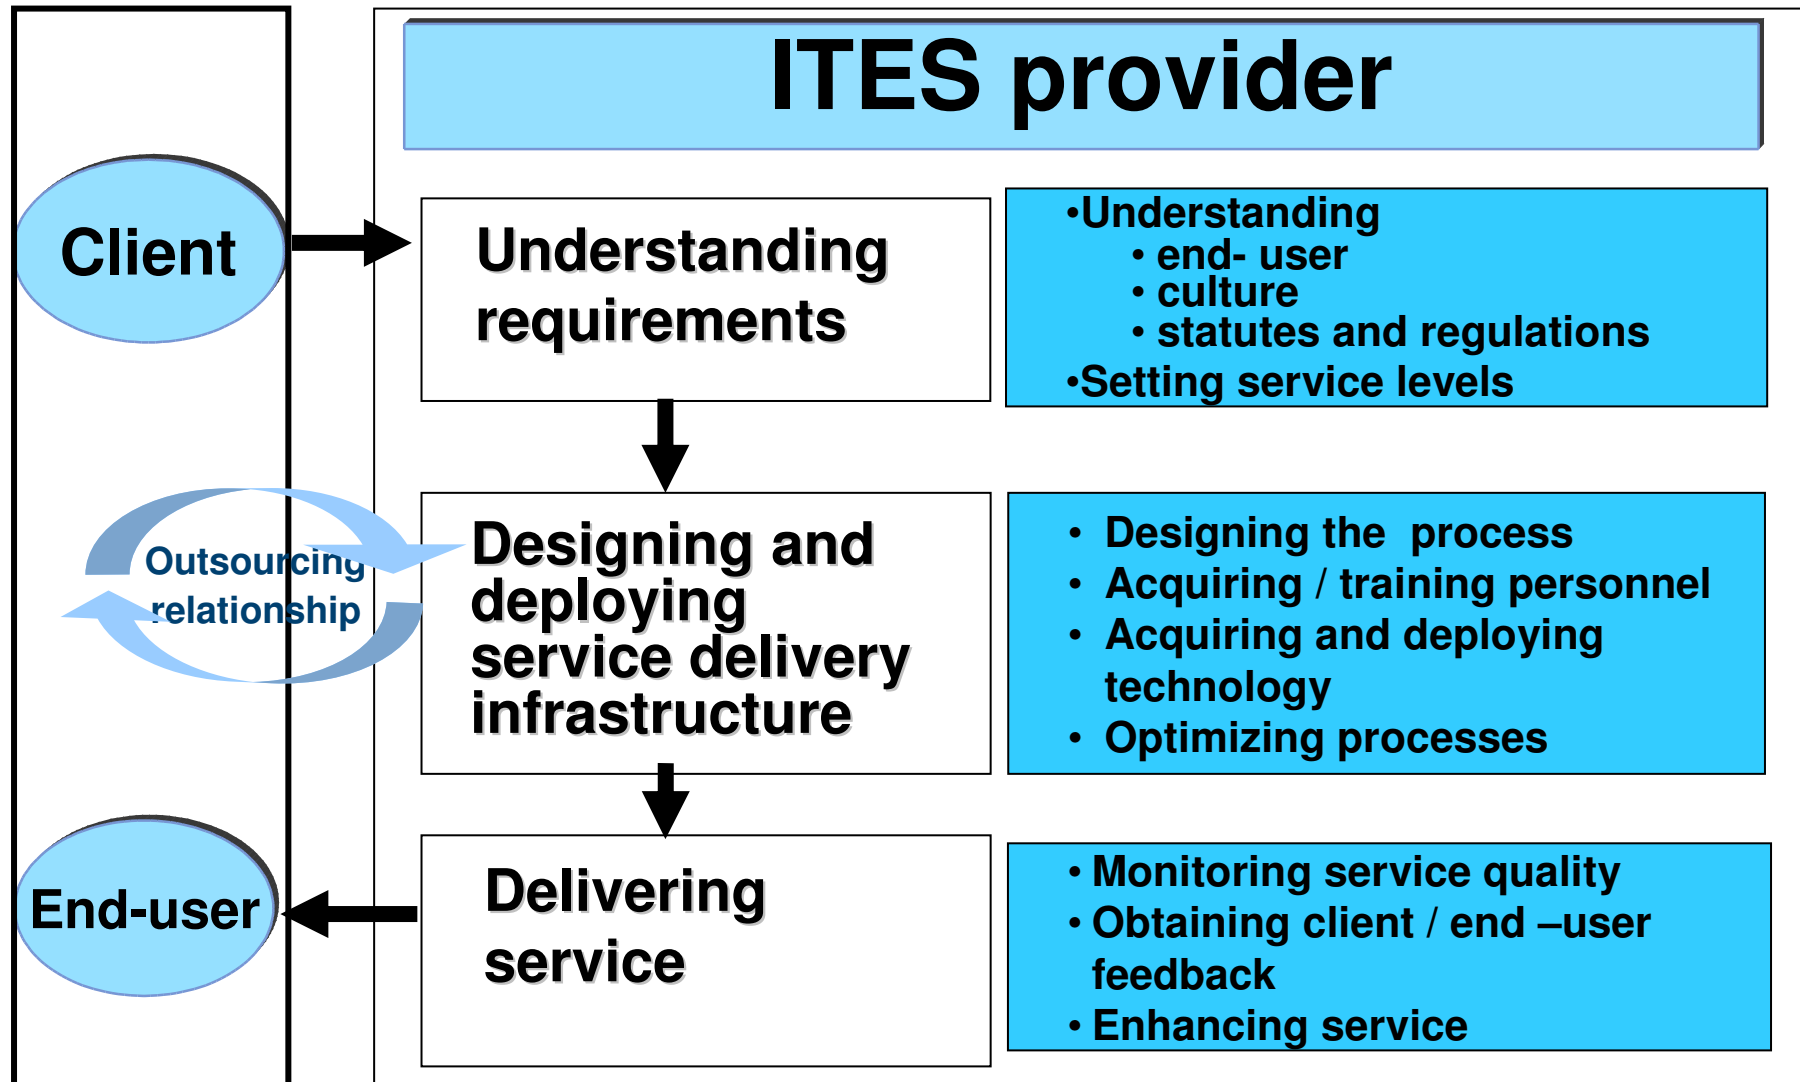 ITES provider
Client
Understanding
requirements
•Understanding
• end- user
• culture
• statutes and regulations
•Setting service levels
Outsourcing
relationship
Designing and
deploying
service delivery
infrastructure
• Designing the  process
• Acquiring / training personnel
• Acquiring and deploying
technology
• Optimizing processes
End-user
Delivering
service
• Monitoring service quality
• Obtaining client / end –user
feedback
• Enhancing service